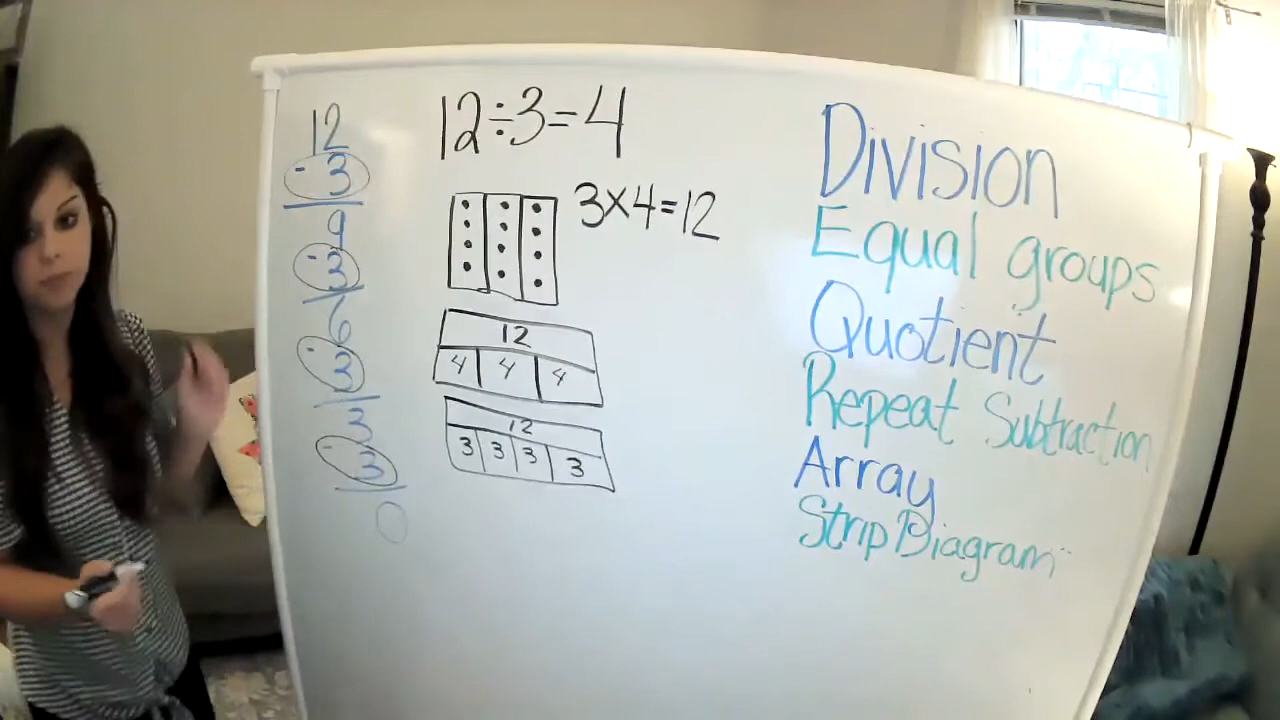 12
- 3
9
- 3
6
- 3
3
- 3
0
12÷3=4
3×4=12
12
4 4 4
12
3 3 3 3
Division
Equal groups
Quotient
Repeat Subtraction
Array
Strip Diagram